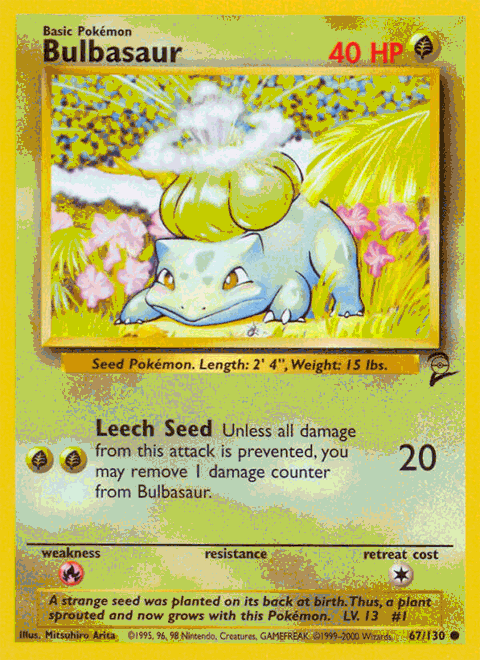 Basic Pokémon
Bulbasaur 40 HP
Seed Pokémon. Length: 2' 4", Weight: 15 lbs.
Leech Seed Unless all damage
from this attack is prevented, you
may remove 1 damage counter
from Bulbasaur.
20
weakness resistance retreat cost
A strange seed was planted on its back at birth. Thus, a plant
sprouted and now grows with this Pokémon. LV. 13 #1
Illus. Mitsuhiro Arita ©1995, 96, 98 Nintendo, Creatures, GAMEFREAK ©1999-2000 Wizards. 67/130